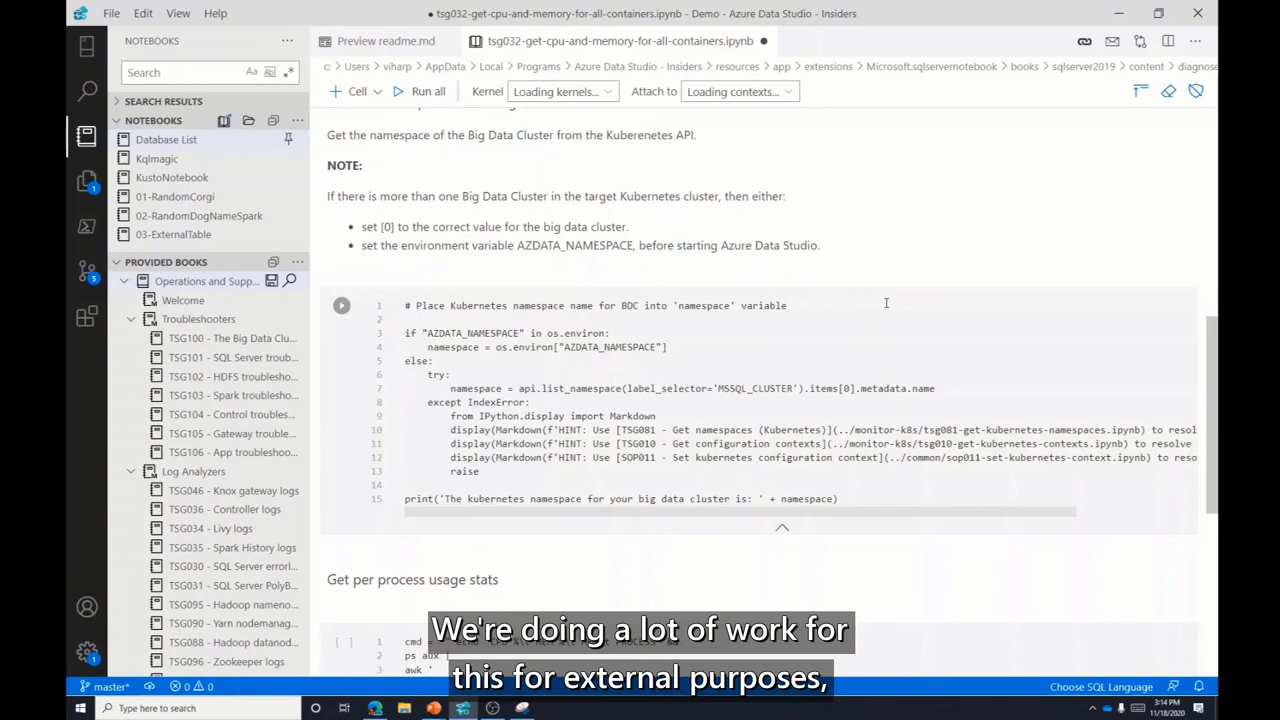 File Edit View Help
● tsg032-get-cpu-and-memory-for-all-containers.ipynb - Demo - Azure Data Studio - Insiders
NOTEBOOKS
Preview readme.md
tsg032-get-cpu-and-memory-for-all-containers.ipynb ●
c: > Users > viharp > AppData > Local > Programs > Azure Data Studio - Insiders > resources > app > extensions > Microsoft.sqlservernotebook > books > sqlserver2019 > content > diagnose
Search
+ Cell Run all Kernel Loading kernels... Attach to Loading contexts...
SEARCH RESULTS
NOTEBOOKS
Database List
Kqlmagic
KustoNotebook
01-RandomCorgi
02-RandomDogNameSpark
03-ExternalTable
PROVIDED BOOKS
Operations and Supp...
Welcome
Troubleshooters
TSG100 - The Big Data Clu...
TSG101 - SQL Server troub...
TSG102 - HDFS troublesho...
TSG103 - Spark troublesho...
TSG104 - Control troubles...
TSG105 - Gateway trouble...
TSG106 - App troubleshoo...
Log Analyzers
TSG046 - Knox gateway logs
TSG036 - Controller logs
TSG034 - Livy logs
TSG035 - Spark History logs
TSG030 - SQL Server errorl...
TSG031 - SQL Server PolyB...
TSG095 - Hadoop nameno...
TSG090 - Yarn nodemanag...
TSG088 - Hadoop datanod...
TSG096 - Zookeeper logs
Get the namespace of the Big Data Cluster from the Kuberenetes API.
NOTE:
If there is more than one Big Data Cluster in the target Kubernetes cluster, then either:
• set [0] to the correct value for the big data cluster.
• set the environment variable AZDATA_NAMESPACE, before starting Azure Data Studio.
1 # Place Kubernetes namespace name for BDC into 'namespace' variable
2
3 if "AZDATA_NAMESPACE" in os.environ:
4 namespace = os.environ["AZDATA_NAMESPACE"]
5 else:
6 try:
7 namespace = api.list_namespace(label_selector='MSSQL_CLUSTER').items[0].metadata.name
8 except IndexError:
9 from IPython.display import Markdown
10 display(Markdown(f'HINT: Use [TSG081 - Get namespaces (Kubernetes)](../monitor-k8s/tsg081-get-kubernetes-namespaces.ipynb) to resol
11 display(Markdown(f'HINT: Use [TSG010 - Get configuration contexts](../monitor-k8s/tsg010-get-kubernetes-contexts.ipynb) to resolve
12 display(Markdown(f'HINT: Use [SOP011 - Set kubernetes configuration context](../common/sop011-set-kubernetes-context.ipynb) to reso
13 raise
14
15 print('The kubernetes namespace for your big data cluster is: ' + namespace)
Get per process usage stats
[ ] 1 cmd =
2 ps aux |
3 awk '
We're doing a lot of work for
this for external purposes,
master* 0 0 Choose SQL Language
Type here to search
3:14 PM
11/18/2020